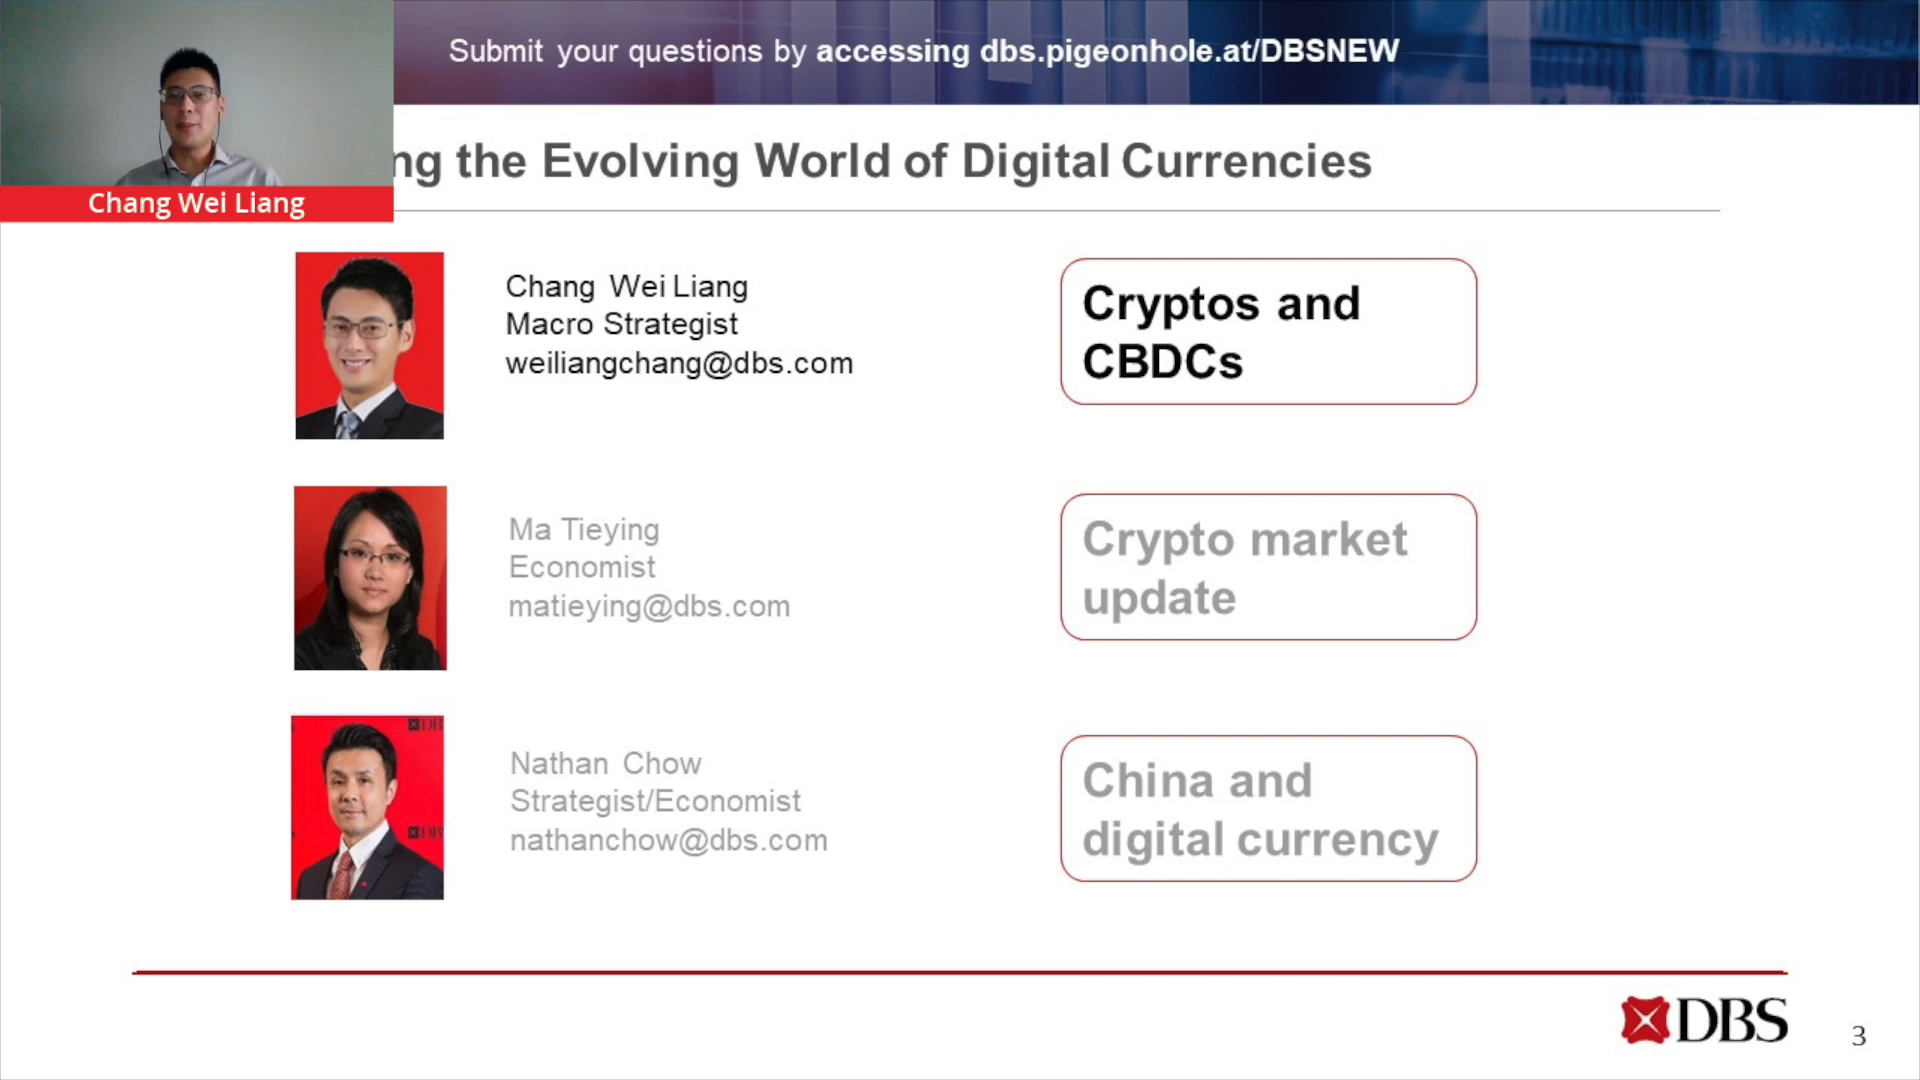 Submit your questions by accessing dbs.pigeonhole.at/DBSNEW
ng the Evolving World of Digital Currencies
Chang Wei Liang
Chang Wei Liang
Macro Strategist
weiliangchang@dbs.com
Cryptos and
CBDCs
Ma Tieying
Economist
matieying@dbs.com
Crypto market
update
Nathan Chow
Strategist/Economist
nathanchow@dbs.com
China and
digital currency
DBS
3